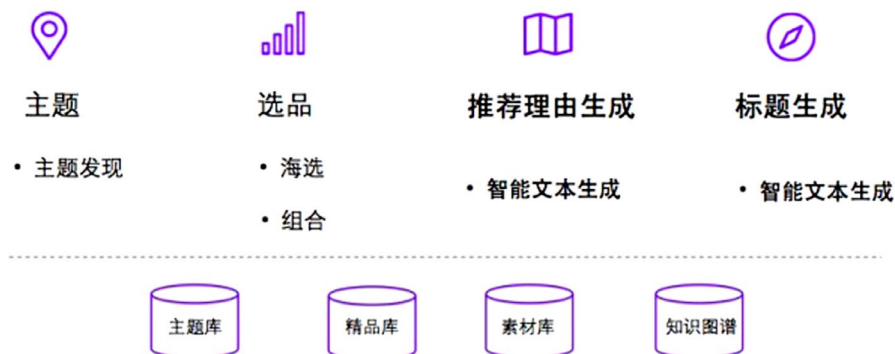 主题
选品
推荐理由生成
标题生成
• 主题发现
• 海选
• 组合
• 智能文本生成
• 智能文本生成
主题库
精品库
素材库
知识图谱